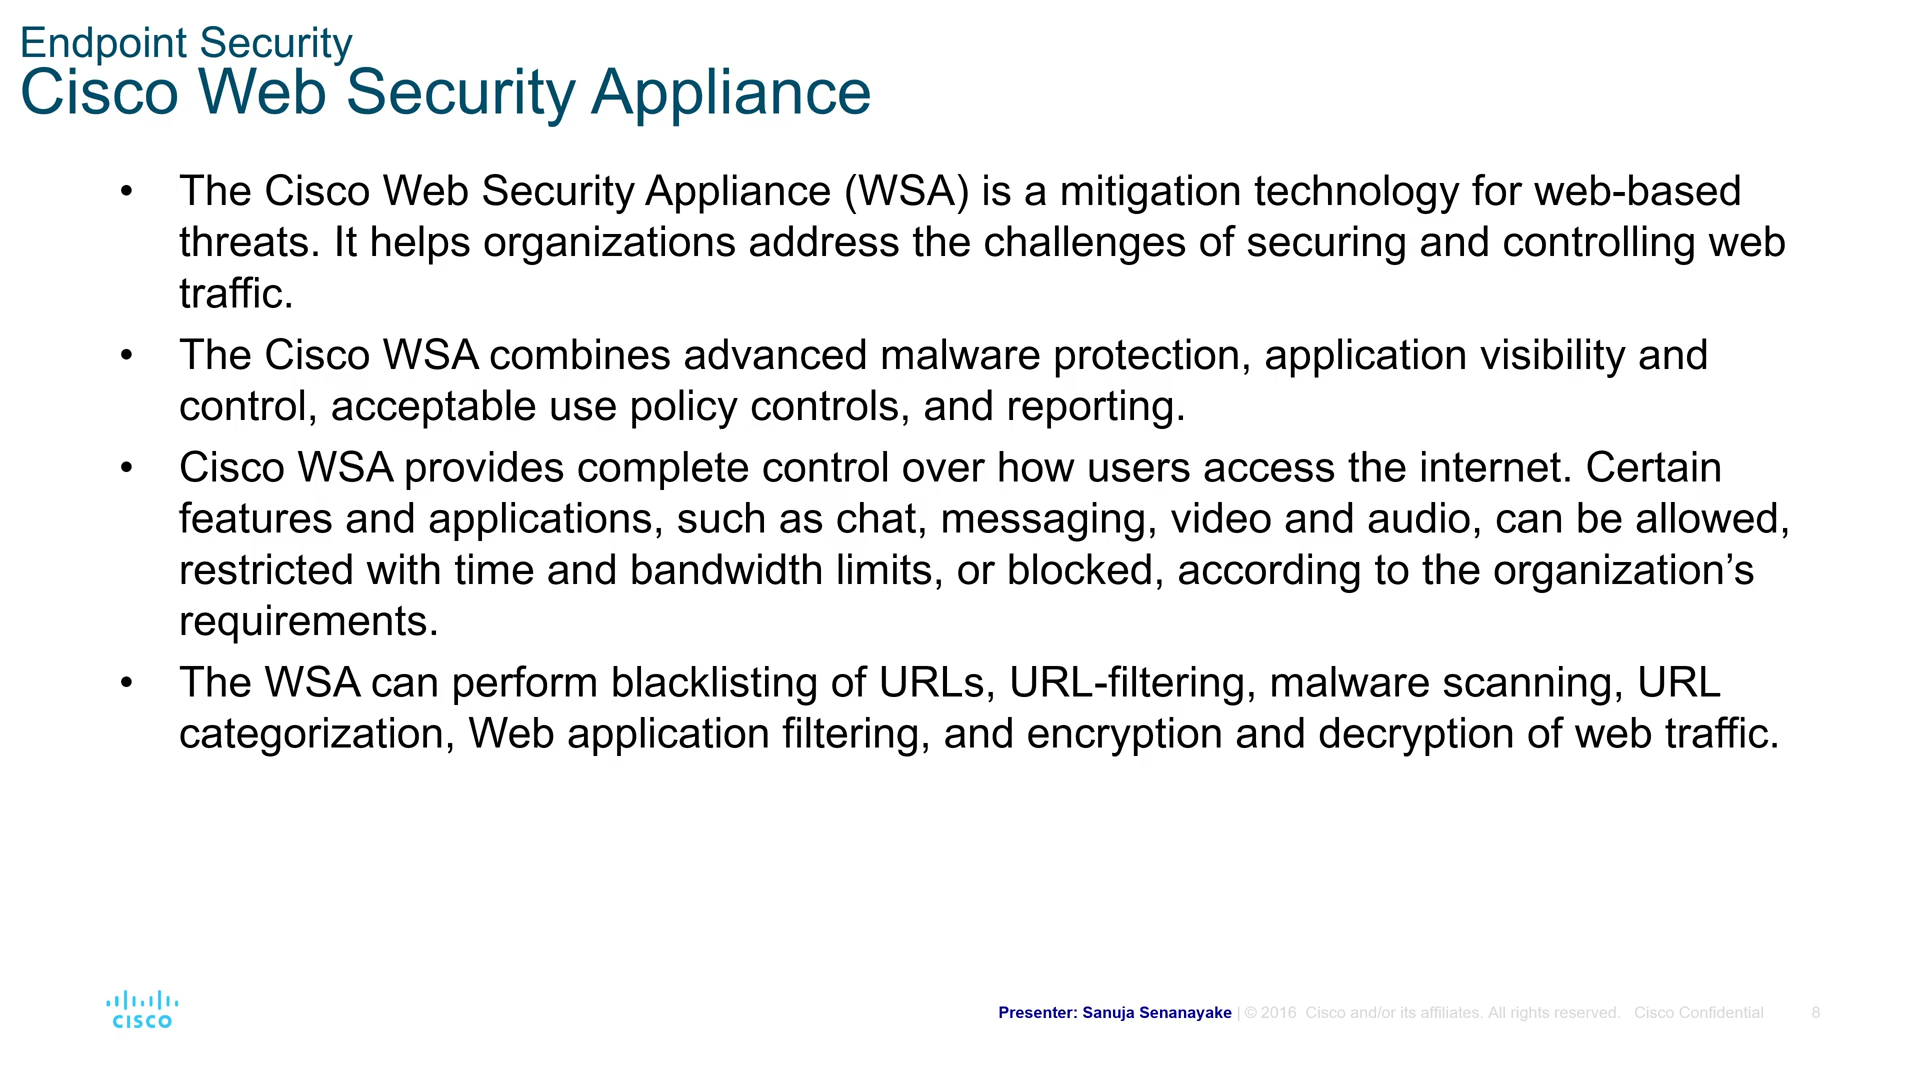 Endpoint Security
Cisco Web Security Appliance
• The Cisco Web Security Appliance (WSA) is a mitigation technology for web-based
threats. It helps organizations address the challenges of securing and controlling web
traffic.
• The Cisco WSA combines advanced malware protection, application visibility and
control, acceptable use policy controls, and reporting.
• Cisco WSA provides complete control over how users access the internet. Certain
features and applications, such as chat, messaging, video and audio, can be allowed,
restricted with time and bandwidth limits, or blocked, according to the organization’s
requirements.
• The WSA can perform blacklisting of URLs, URL-filtering, malware scanning, URL
categorization, Web application filtering, and encryption and decryption of web traffic.
CISCO
Presenter: Sanuja Senanayake | © 2016 Cisco and/or its affiliates. All rights reserved. Cisco Confidential 8